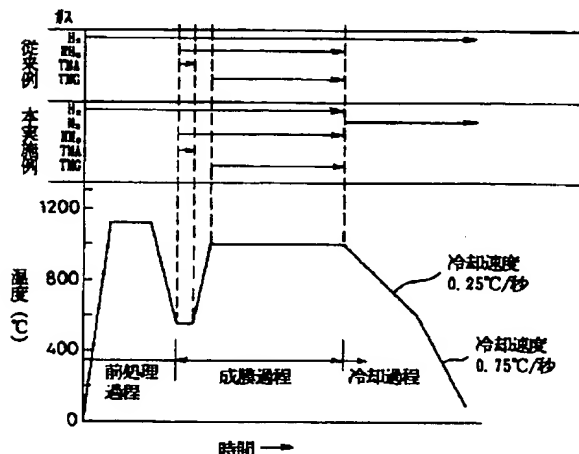 ガス
従来例
H₂
NH₃
TMA
TMG
本実施例
H₂
N₂
NH₃
TMA
TMG
1200
800
400
0
温度 (℃)
冷却速度
0.25℃/秒
冷却速度
0.75℃/秒
前処理
過程
成膜過程
冷却過程
時間 →